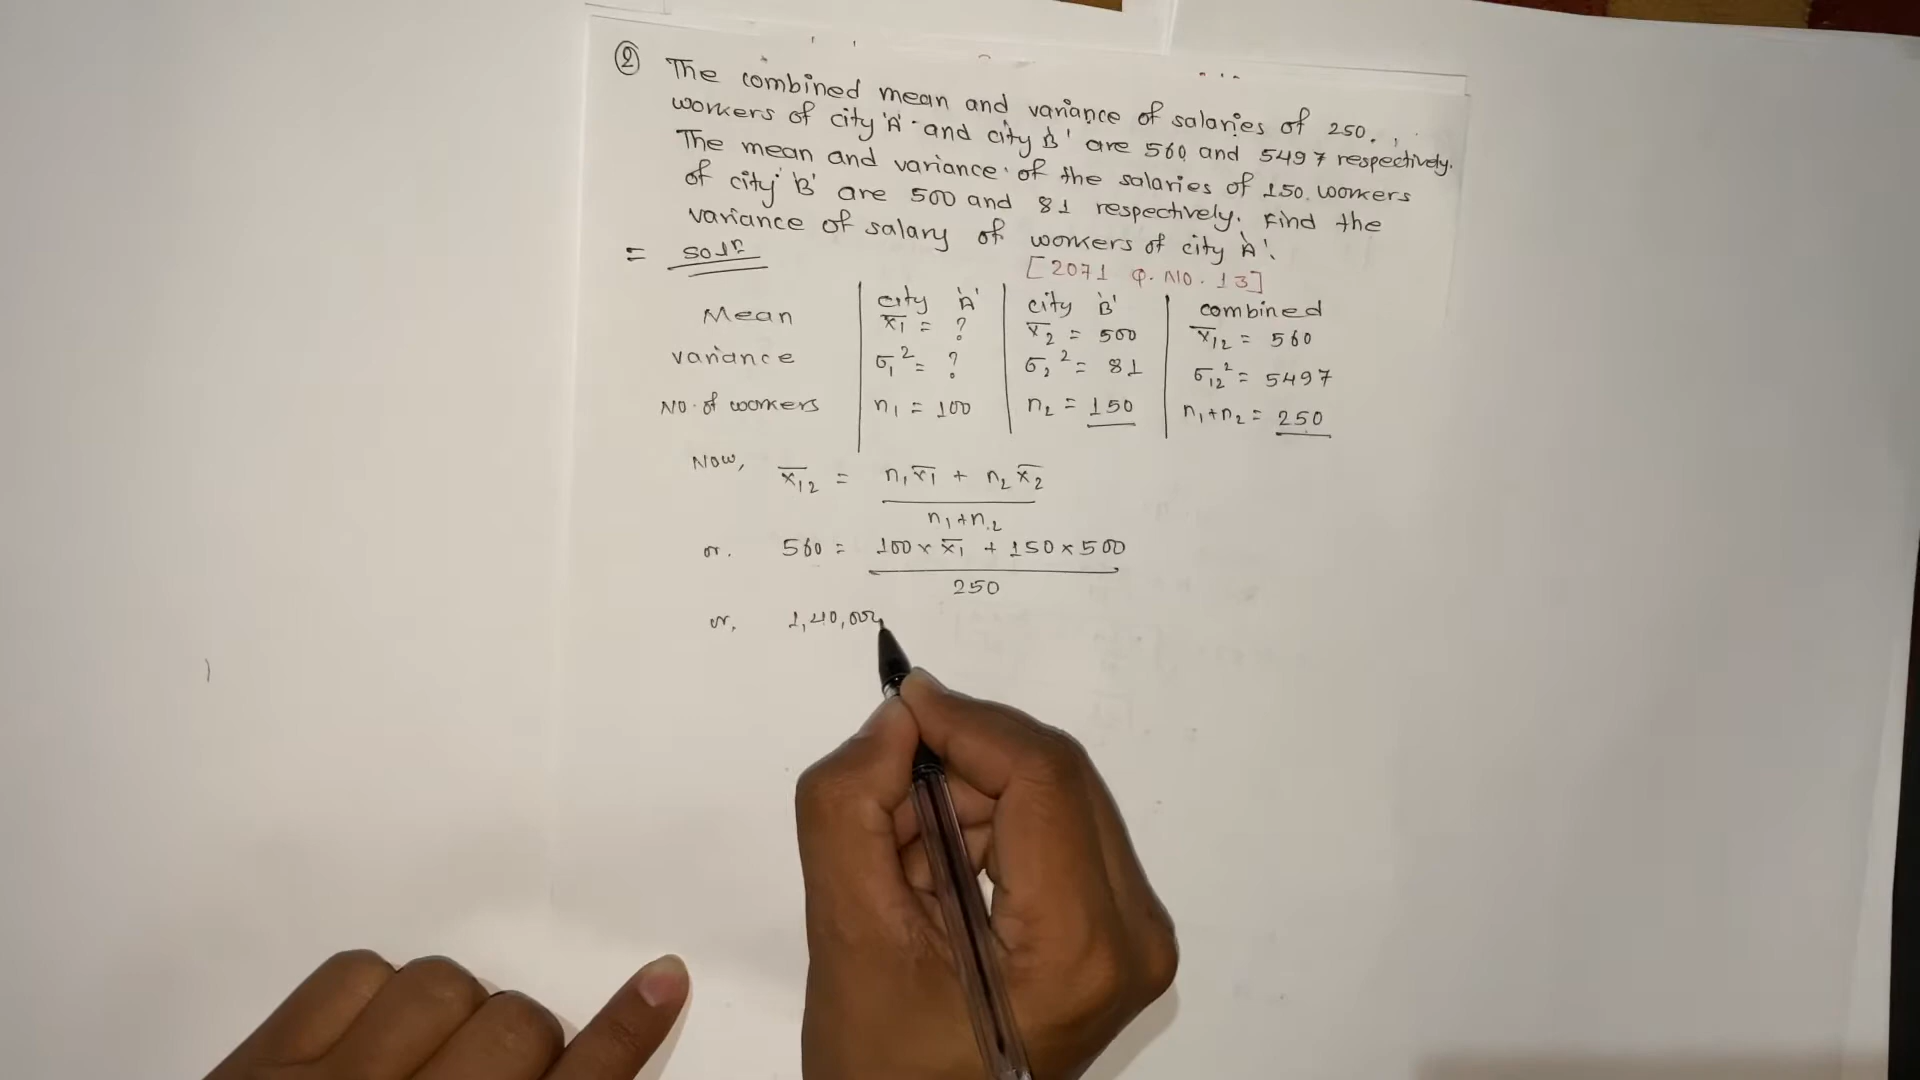 ② The combined mean and variance of salaries of 250
workers of city 'A' and city 'B' are 560 and 5497 respectively.
The mean and variance of the salaries of 150 workers
of city 'B' are 500 and 81 respectively. Find the
variance of salary of workers of city 'A'.
= solⁿ
[2071 Q. NO. 13]
city 'A' city 'B' combined
Mean x̄₁ = ? x̄₂ = 500 x̄₁₂ = 560
variance σ₁² = ? σ₂² = 81 σ₁₂² = 5497
NO. of workers n₁ = 100 n₂ = 150 n₁+n₂ = 250
Now, x̄₁₂ = n₁x̄₁ + n₂x̄₂
n₁+n₂
or. 560 = 100 × x̄₁ + 150 × 500
250
or, 1,40,000